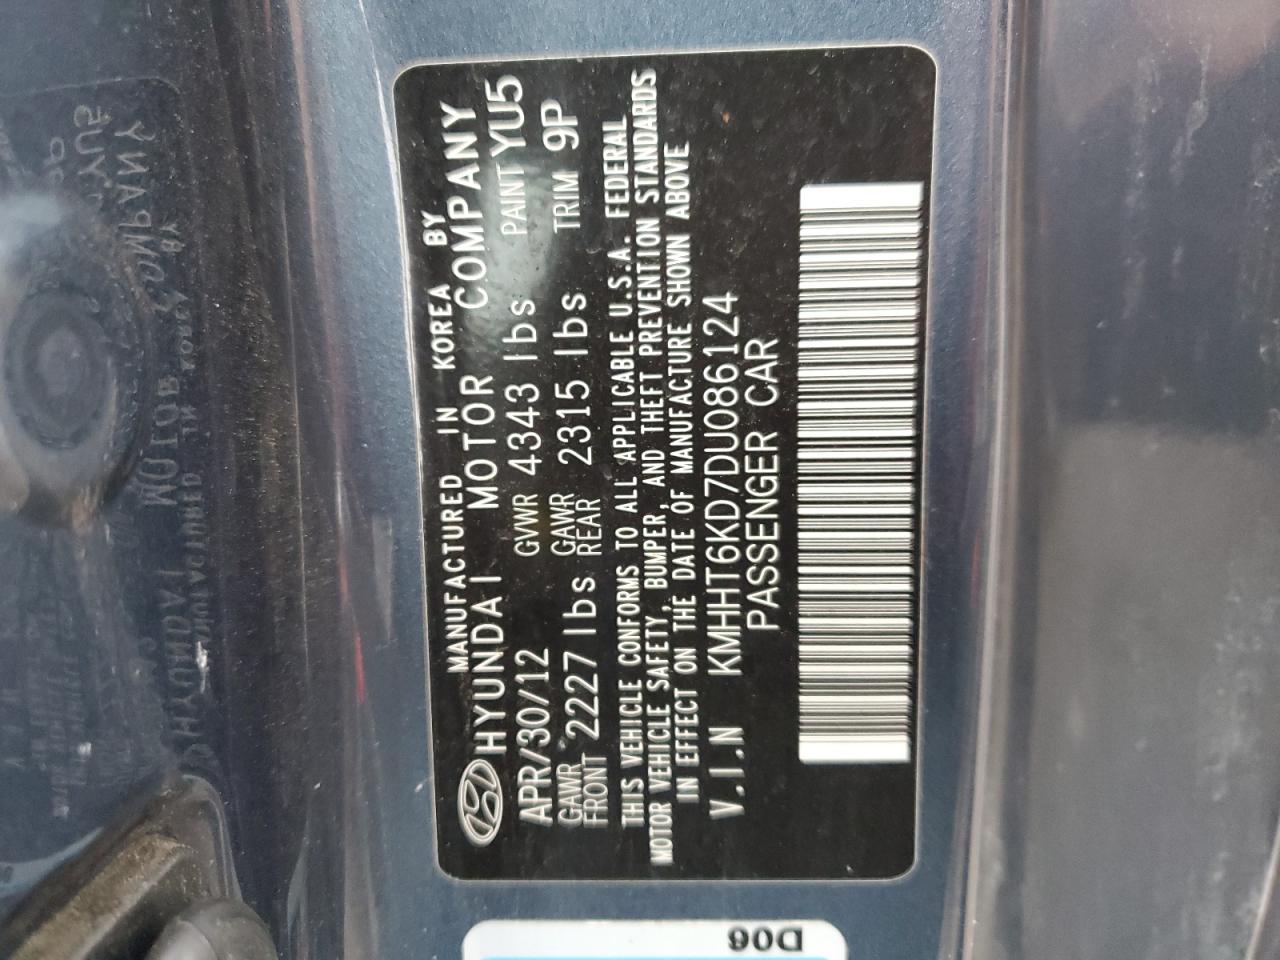 MANUFACTURED IN KOREA BY
HYUNDAI MOTOR COMPANY
APR/30/12 GVWR 4343 lbs PAINT YU5
GAWR FRONT 2227 lbs GAWR REAR 2315 lbs TRIM 9P
THIS VEHICLE CONFORMS TO ALL APPLICABLE U.S.A. FEDERAL
MOTOR VEHICLE SAFETY, BUMPER, AND THEFT PREVENTION STANDARDS
IN EFFECT ON THE DATE OF MANUFACTURE SHOWN ABOVE
V.I.N KMHHT6KD7DU086124
PASSENGER CAR
D06